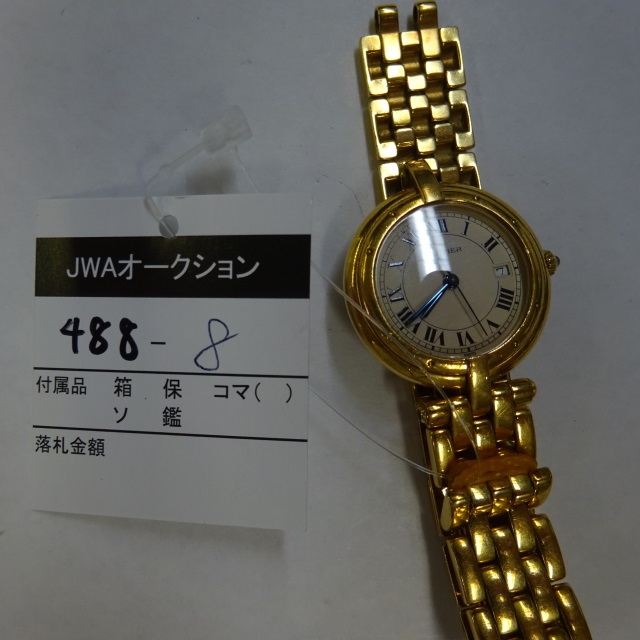 JWAオークション
488-8
付属品 箱 保 コマ( )
ソ 鑑
落札金額